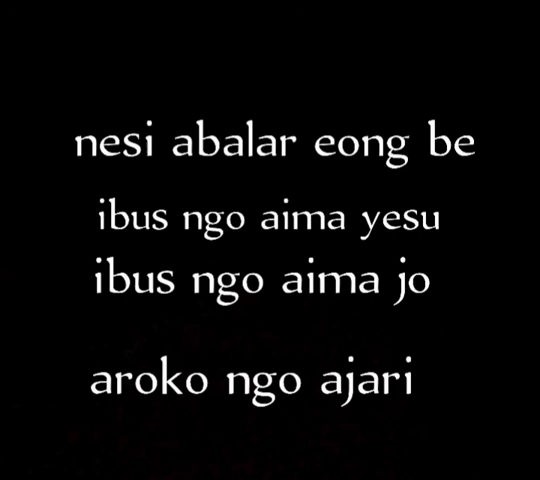 nesi abalar eong be
ibus ngo aima yesu
ibus ngo aima jo
aroko ngo ajari